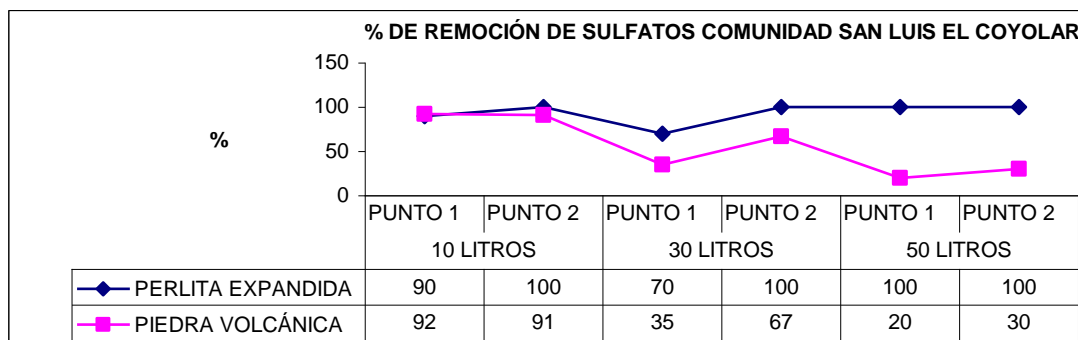 % DE REMOCIÓN DE SULFATOS COMUNIDAD SAN LUIS EL COYOLAR
150
100
50
0
%
PUNTO 1 PUNTO 2 PUNTO 1 PUNTO 2 PUNTO 1 PUNTO 2
10 LITROS 30 LITROS 50 LITROS
PERLITA EXPANDIDA 90 100 70 100 100 100
PIEDRA VOLCÁNICA 92 91 35 67 20 30